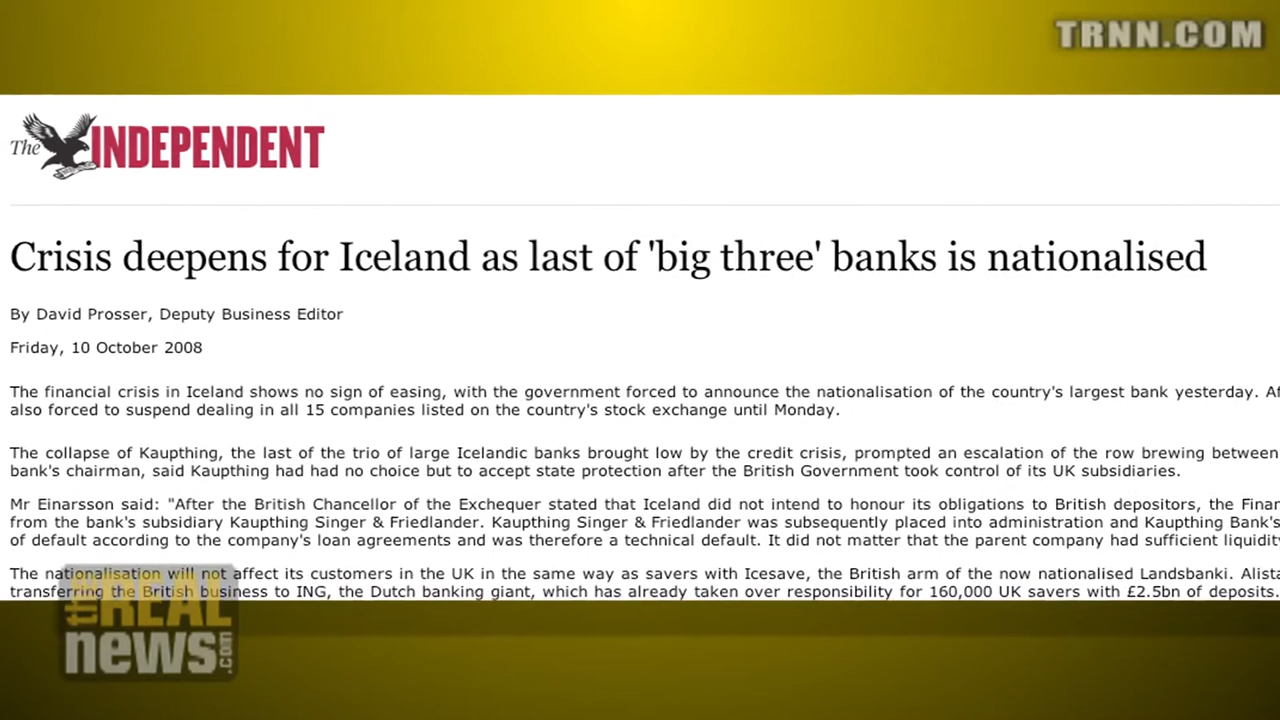 TRNN.COM
The INDEPENDENT
Crisis deepens for Iceland as last of 'big three' banks is nationalised
By David Prosser, Deputy Business Editor
Friday, 10 October 2008
The financial crisis in Iceland shows no sign of easing, with the government forced to announce the nationalisation of the country's largest bank yesterday.
also forced to suspend dealing in all 15 companies listed on the country's stock exchange until Monday.
The collapse of Kaupthing, the last of the trio of large Icelandic banks brought low by the credit crisis, prompted an escalation of the row brewing between
bank's chairman, said Kaupthing had had no choice but to accept state protection after the British Government took control of its UK subsidiaries.
Mr Einarsson said: "After the British Chancellor of the Exchequer stated that Iceland did not intend to honour its obligations to British depositors, the
from the bank's subsidiary Kaupthing Singer & Friedlander. Kaupthing Singer & Friedlander was subsequently placed into administration and Kaupthing Bank's
of default according to the company's loan agreements and was therefore a technical default. It did not matter that the parent company had sufficient
The nationalisation will not affect its customers in the UK in the same way as savers with Icesave, the British arm of the now nationalised Landsbanki.
transferring the British business to ING, the Dutch banking giant, which has already taken over responsibility for 160,000 UK savers with £2.5bn of deposits.
the REAL
news.com